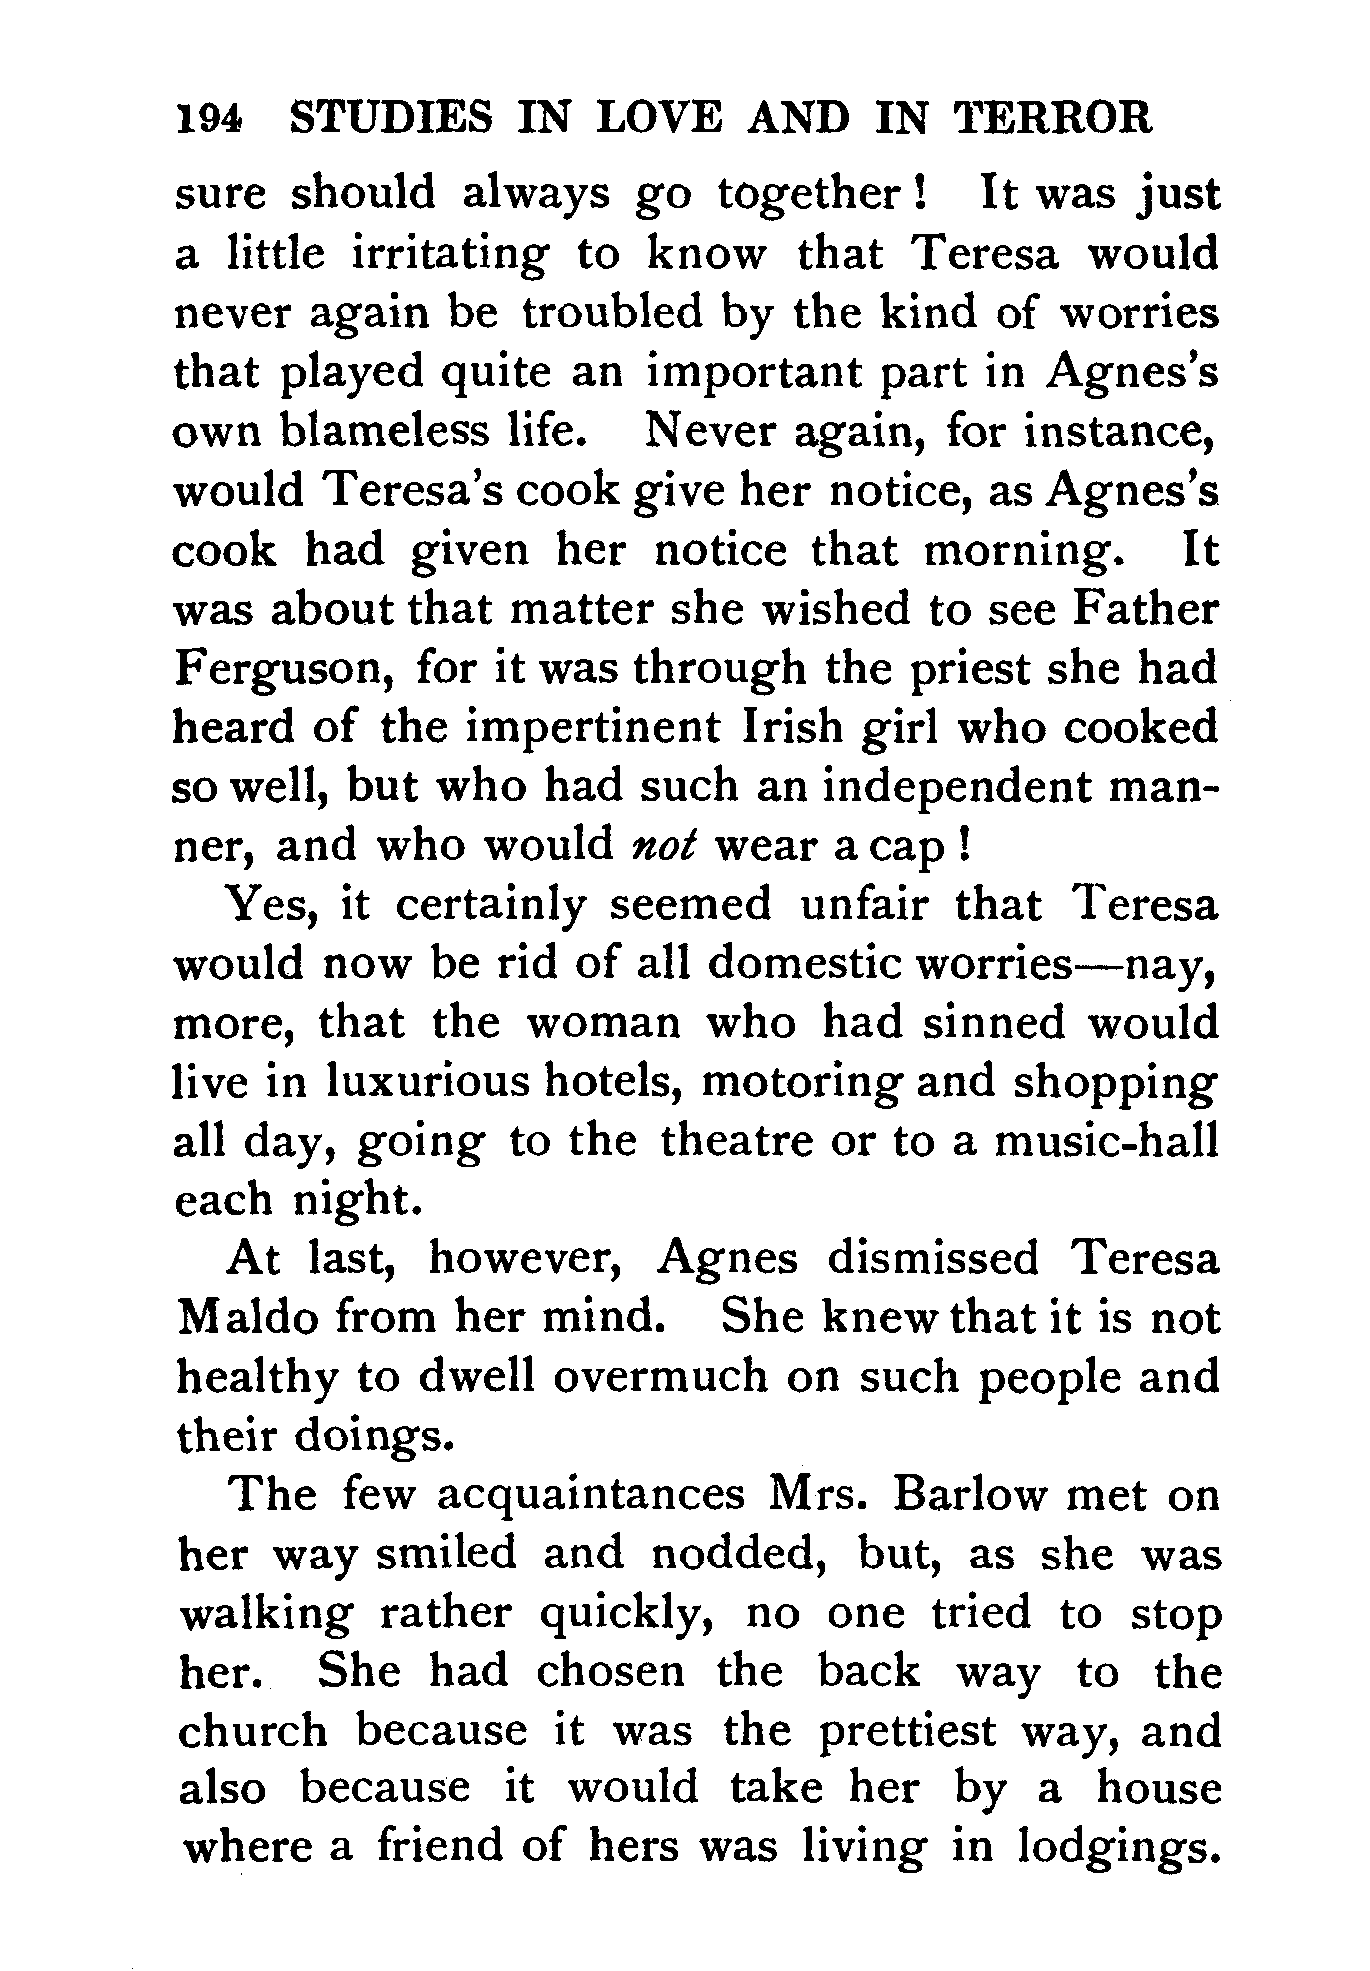 194 STUDIES IN LOVE AND IN TERROR
sure should always go together ! It was just
a little irritating to know that Teresa would
never again be troubled by the kind of worries
that played quite an important part in Agnes's
own blameless life. Never again, for instance,
would Teresa's cook give her notice, as Agnes's
cook had given her notice that morning. It
was about that matter she wished to see Father
Ferguson, for it was through the priest she had
heard of the impertinent Irish girl who cooked
so well, but who had such an independent man-
ner, and who would not wear a cap !
Yes, it certainly seemed unfair that Teresa
would now be rid of all domestic worries—nay,
more, that the woman who had sinned would
live in luxurious hotels, motoring and shopping
all day, going to the theatre or to a music-hall
each night.
At last, however, Agnes dismissed Teresa
Maldo from her mind. She knew that it is not
healthy to dwell overmuch on such people and
their doings.
The few acquaintances Mrs. Barlow met on
her way smiled and nodded, but, as she was
walking rather quickly, no one tried to stop
her. She had chosen the back way to the
church because it was the prettiest way, and
also because it would take her by a house
where a friend of hers was living in lodgings.